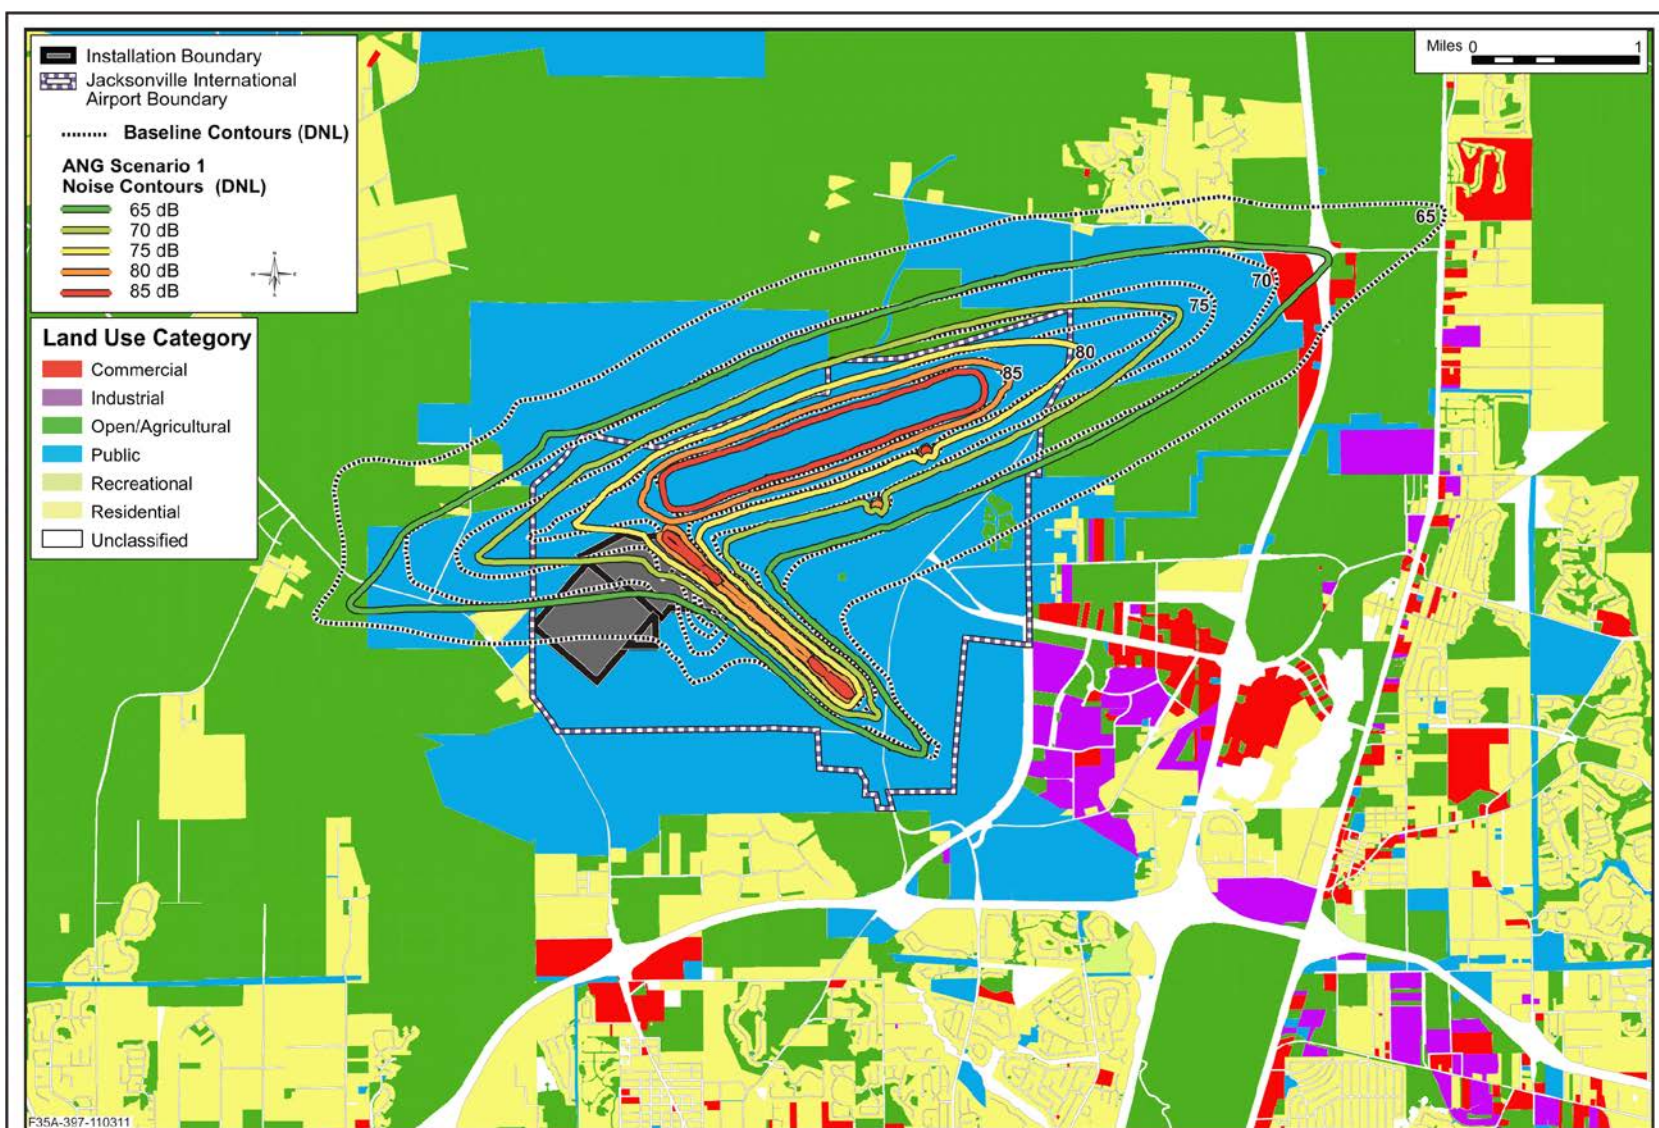 Installation Boundary
Jacksonville International
Airport Boundary
Baseline Contours (DNL)
ANG Scenario 1
Noise Contours (DNL)
65 dB
70 dB
75 dB
80 dB
85 dB
Land Use Category
Commercial
Industrial
Open/Agricultural
Public
Recreational
Residential
Unclassified
Miles 0 1
65
70
75
80
85
F35A-397-110311